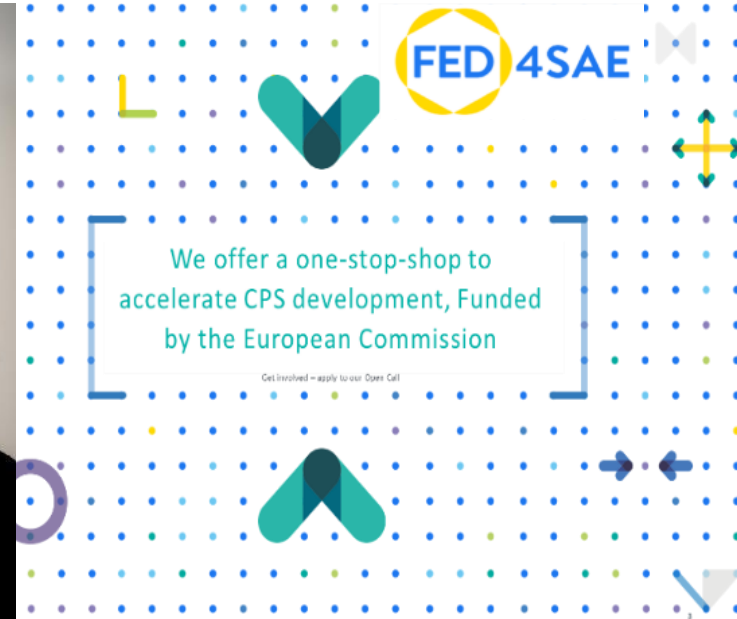 FED4SAE
We offer a one-stop-shop to
accelerate CPS development, Funded
by the European Commission
Get involved – apply to our Open Call
3